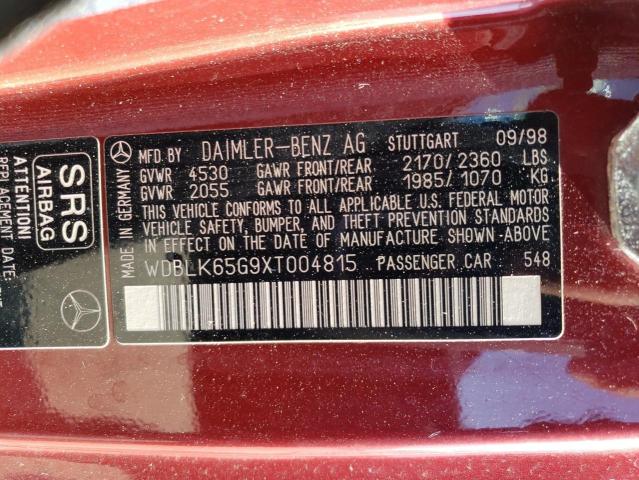 MFD BY DAIMLER-BENZ AG STUTTGART 09/98
GVWR 4530 GAWR FRONT/REAR 2170/2360 LBS
GVWR 2055 GAWR FRONT/REAR 1985/1070 KG
THIS VEHICLE CONFORMS TO ALL APPLICABLE U.S. FEDERAL MOTOR
VEHICLE SAFETY, BUMPER, AND THEFT PREVENTION STANDARDS
IN EFFECT ON THE DATE OF MANUFACTURE SHOWN ABOVE
WDBLK65G9XT004815 PASSENGER CAR 548
MADE IN GERMANY
SRS
AIRBAG
ATTENTION!
REPLACEMENT DATE: